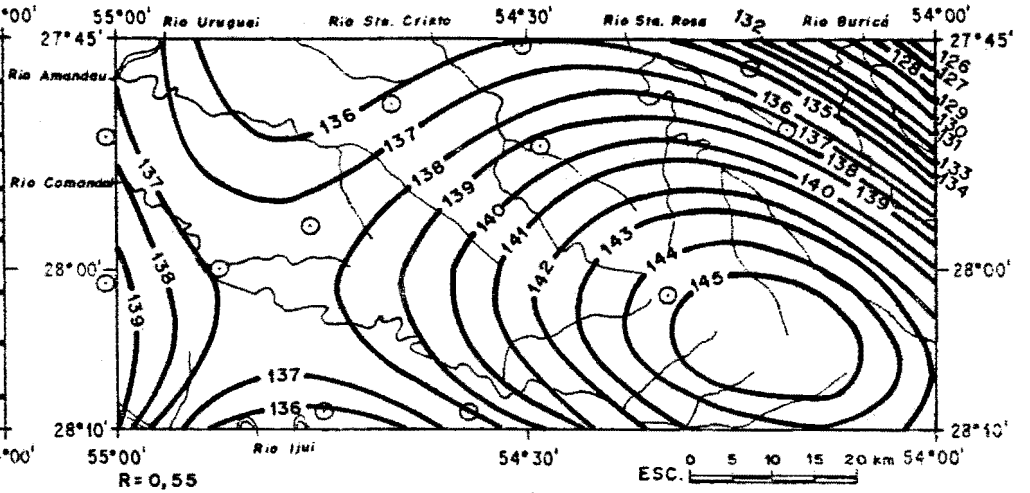 °00' 55°00' Rio Uruguai Rio Sta. Cristo 54°30' Rio Sta. Rosa 132 Rio Buricá 54°00'
27°45' 27°45'
126
128
127
Rio Amandau
129
136 136 135
130
137 137 131
138 138 133
137 139 140 139 134
Rio Comandai
140
141 143
138 142 144
28°00' 145 28°00'
139
137
136
28°10' 28°10'
°00' 55°00' Rio Ijui 54°30' 54°00'
0 5 10 15 20 km
ESC.
R=0,55